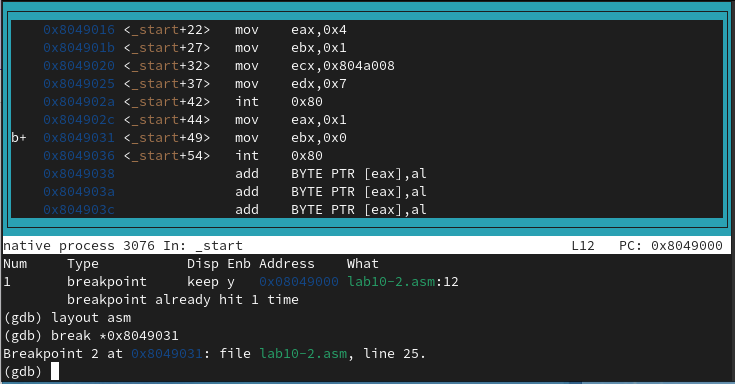 0x8049016 <_start+22> mov eax,0x4
0x804901b <_start+27> mov ebx,0x1
0x8049020 <_start+32> mov ecx,0x804a008
0x8049025 <_start+37> mov edx,0x7
0x804902a <_start+42> int 0x80
0x804902c <_start+44> mov eax,0x1
b+ 0x8049031 <_start+49> mov ebx,0x0
0x8049036 <_start+54> int 0x80
0x8049038 add BYTE PTR [eax],al
0x804903a add BYTE PTR [eax],al
0x804903c add BYTE PTR [eax],al
native process 3076 In: _start L12 PC: 0x8049000
Num Type Disp Enb Address What
1 breakpoint keep y 0x08049000 lab10-2.asm:12
breakpoint already hit 1 time
(gdb) layout asm
(gdb) break *0x8049031
Breakpoint 2 at 0x8049031: file lab10-2.asm, line 25.
(gdb)